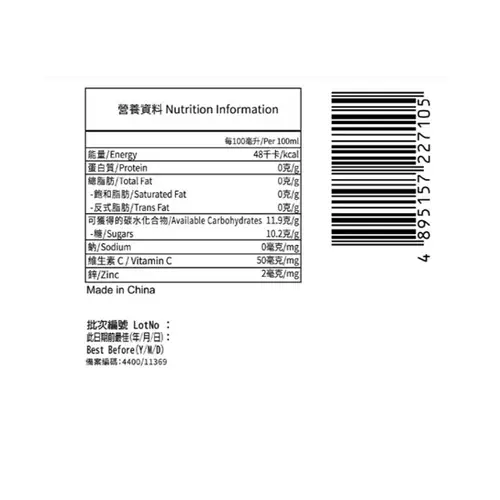 營養資料 Nutrition Information
每100毫升/Per 100ml
能量/Energy 48千卡/kcal
蛋白質/Protein 0克/g
總脂肪/Total Fat 0克/g
-飽和脂肪/Saturated Fat 0克/g
-反式脂肪/Trans Fat 0克/g
可獲得的碳水化合物/Available Carbohydrates 11.9克/g
-糖/Sugars 10.2克/g
鈉/Sodium 0毫克/mg
維生素 C / Vitamin C 50毫克/mg
鋅/Zinc 2毫克/mg
Made in China
批次編號 LotNo :
此日期前最佳(年/月/日) :
Best Before(Y/M/D)
備案編碼:4400/11369
4 895157 227105